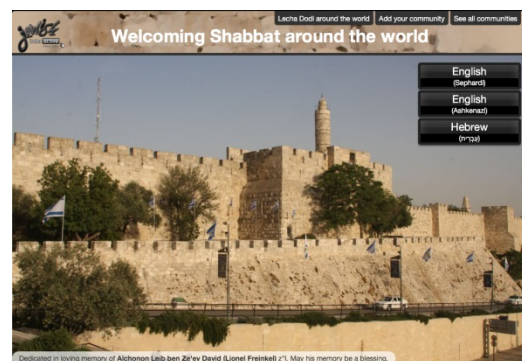 Lecha Dodi around the world
Add your community
See all communities
Welcoming Shabbat around the world
English
(Sephardi)
English
(Ashkenazi)
Hebrew
(עברית)
Dedicated in loving memory of Alchonon Leib ben Ze'ev David (Lionel Freinkel) z"l. May his memory be a blessing.